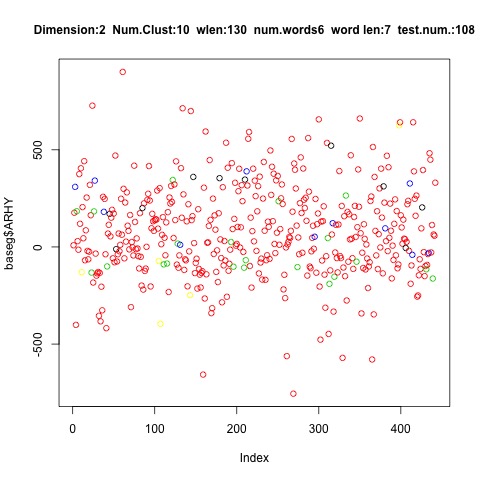 Dimension:2 Num.Clust:10 wlen:130 num.words6 word len:7 test.num.:108
500
0
-500
baseg$ARHY
0 100 200 300 400
Index